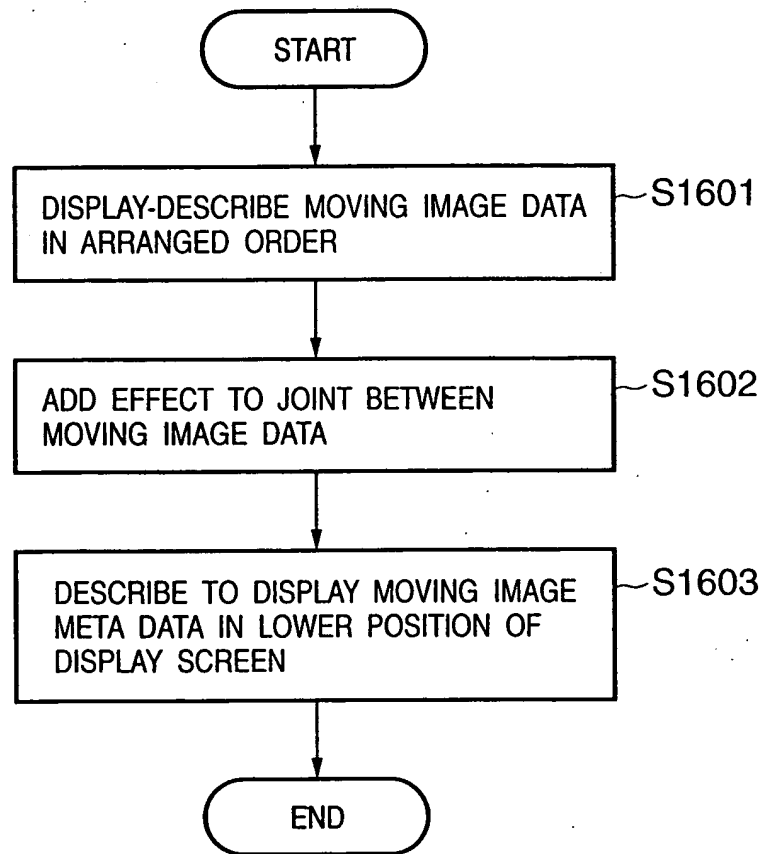 START
DISPLAY-DESCRIBE MOVING IMAGE DATA
IN ARRANGED ORDER
S1601
ADD EFFECT TO JOINT BETWEEN
MOVING IMAGE DATA
S1602
DESCRIBE TO DISPLAY MOVING IMAGE
META DATA IN LOWER POSITION OF
DISPLAY SCREEN
S1603
END